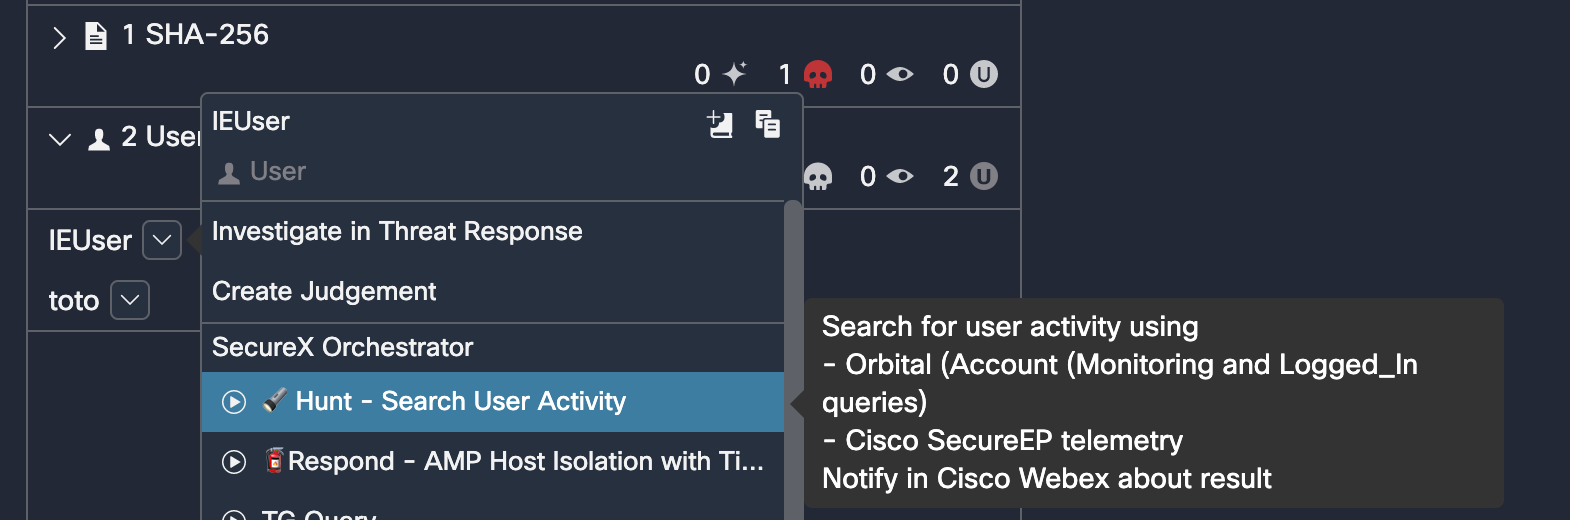 1 SHA-256
0 1 0 0 U
IEUser
2 User
User
0 2 U
IEUser
Investigate in Threat Response
toto
Create Judgement
SecureX Orchestrator
Hunt - Search User Activity
Respond - AMP Host Isolation with Ti...
TG Query
Search for user activity using
- Orbital (Account (Monitoring and Logged_In
queries)
- Cisco SecureEP telemetry
Notify in Cisco Webex about result